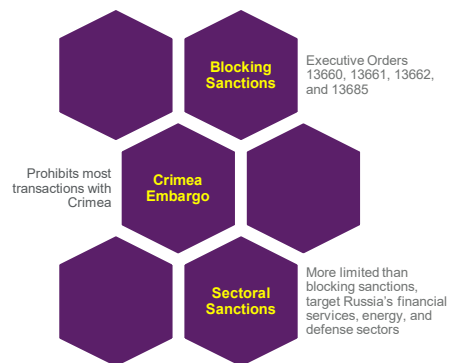 Blocking
Sanctions
Executive Orders
13660, 13661, 13662,
and 13685
Prohibits most
transactions with
Crimea
Crimea
Embargo
Sectoral
Sanctions
More limited than
blocking sanctions,
target Russia's financial
services, energy, and
defense sectors